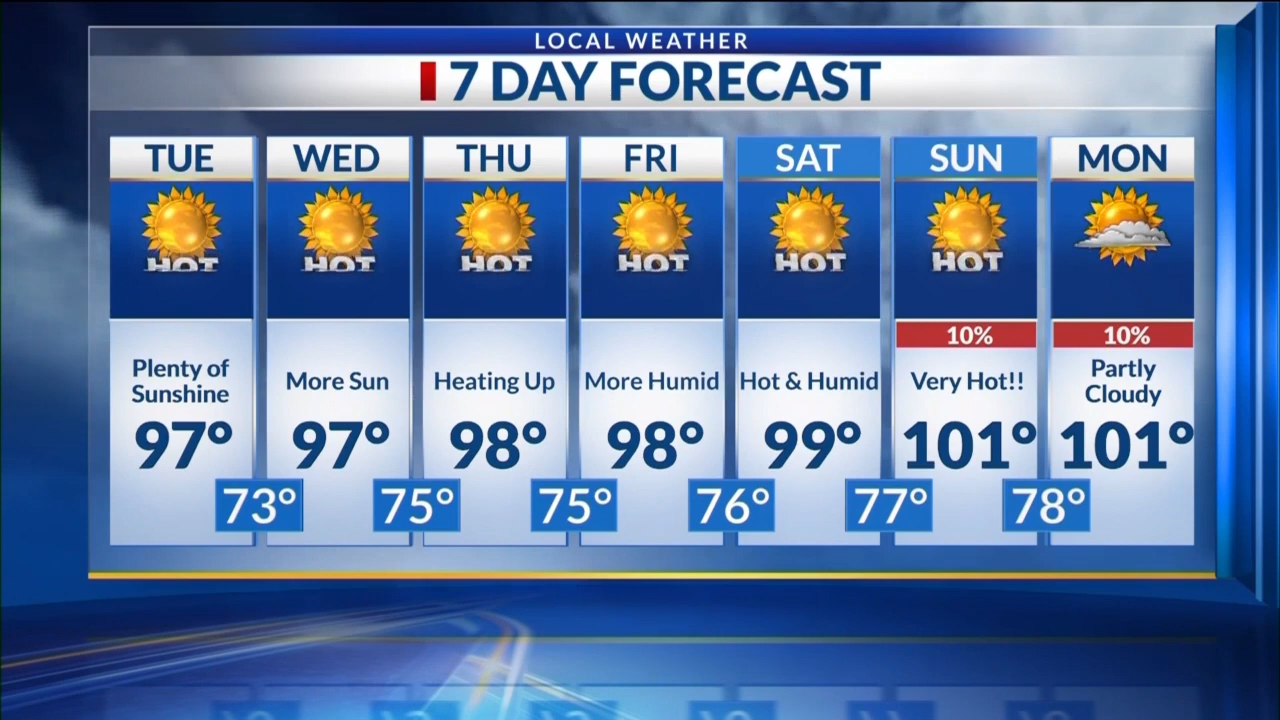 LOCAL WEATHER
7 DAY FORECAST
TUE
WED
THU
FRI
SAT
SUN
MON
HOT
HOT
HOT
HOT
HOT
HOT
10%
10%
Plenty of
Sunshine
More Sun
Heating Up
More Humid
Hot & Humid
Very Hot!!
Partly
Cloudy
97°
97°
98°
98°
99°
101°
101°
73°
75°
75°
76°
77°
78°